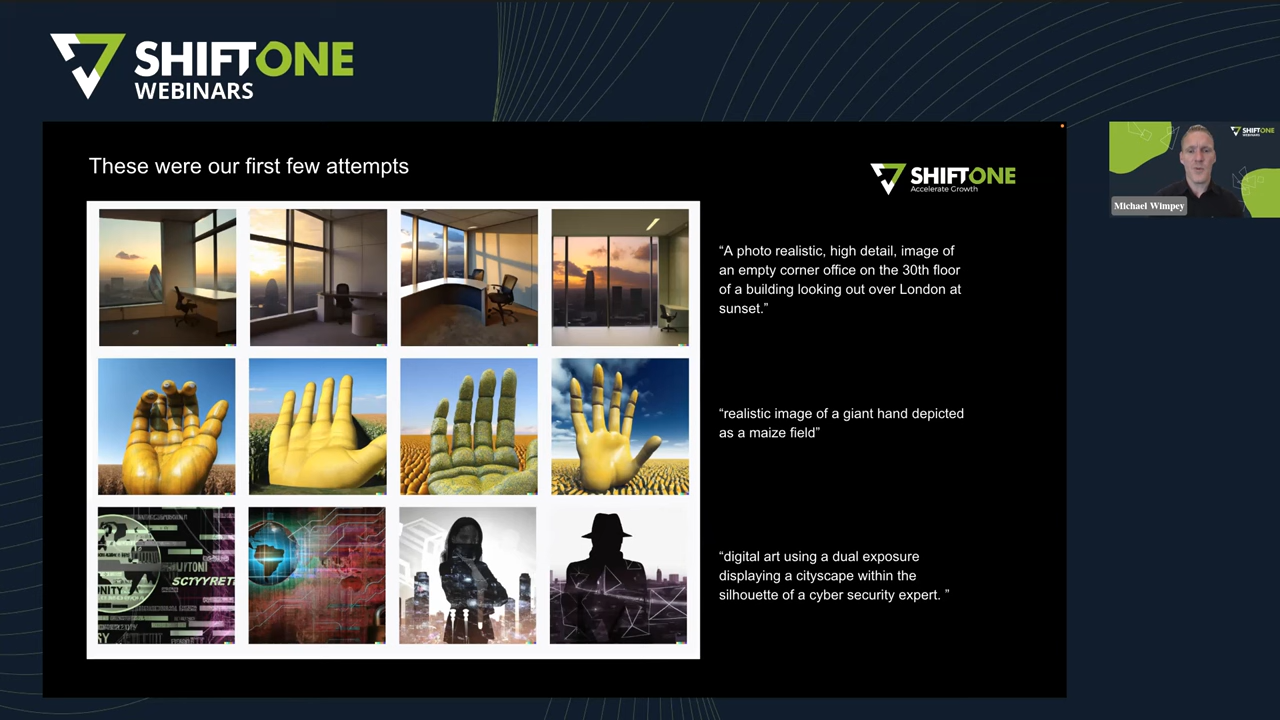 SHIFTONE
WEBINARS
These were our first few attempts
SHIFTONE
Accelerate Growth
SHIFTONE
WEBINARS
Michael Wimpey
“A photo realistic, high detail, image of
an empty corner office on the 30th floor
of a building looking out over London at
sunset.”
“realistic image of a giant hand depicted
as a maize field”
“digital art using a dual exposure
displaying a cityscape within the
silhouette of a cyber security expert. ”
SCTYYRETI